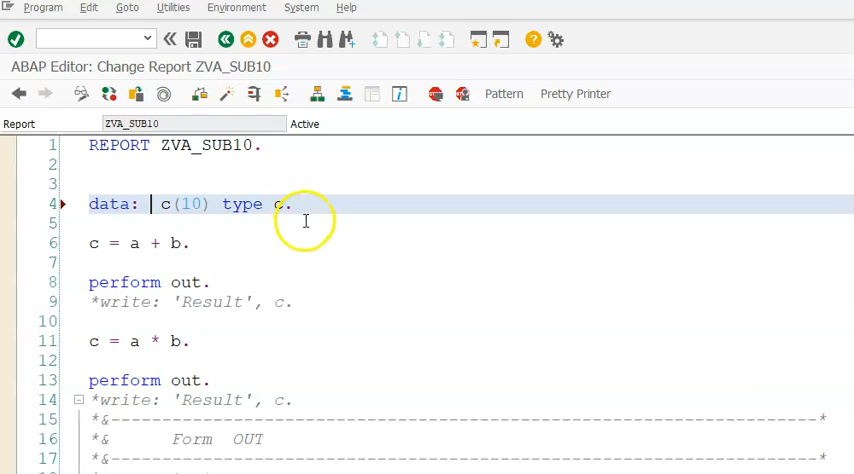 Program Edit Goto Utilities Environment System Help
ABAP Editor: Change Report ZVA_SUB10
Pattern Pretty Printer
Report ZVA_SUB10 Active
1 REPORT ZVA_SUB10.
2
3
4 data: c(10) type c.
5
6 c = a + b.
7
8 perform out.
9 *write: 'Result', c.
10
11 c = a * b.
12
13 perform out.
14 *write: 'Result', c.
15 *&---------------------------------------------------------------------*
16 *& Form OUT
17 *&---------------------------------------------------------------------*